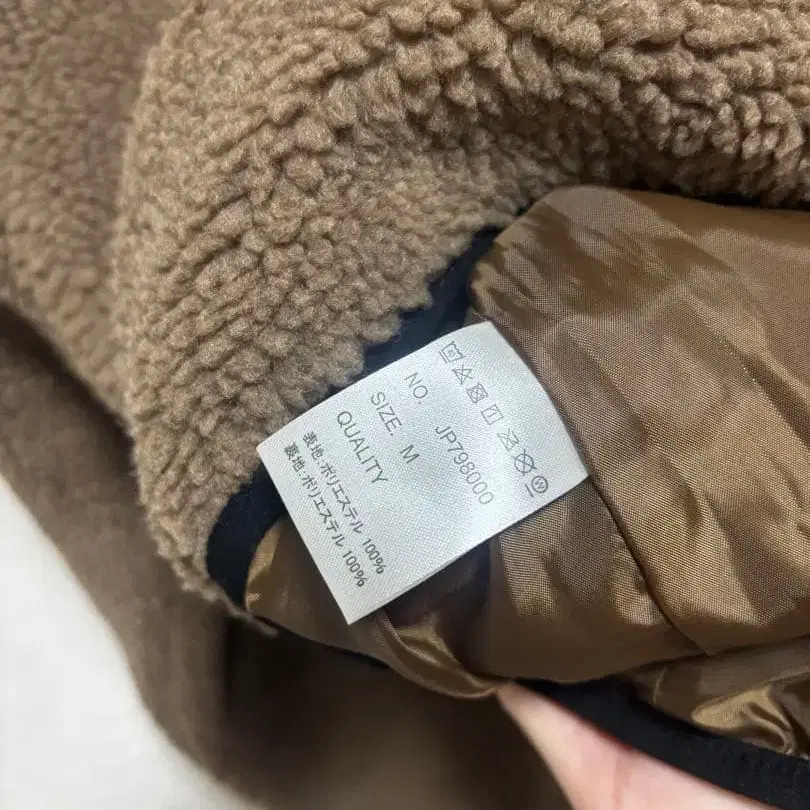 NO. JP798000
SIZE. M
QUALITY
表地:ポリエステル 100%
裏地:ポリエステル 100%